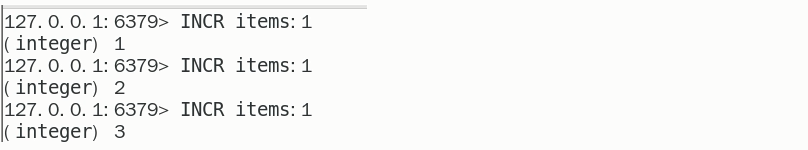 127.0.0.1:6379> INCR items:1
(integer) 1
127.0.0.1:6379> INCR items:1
(integer) 2
127.0.0.1:6379> INCR items:1
(integer) 3